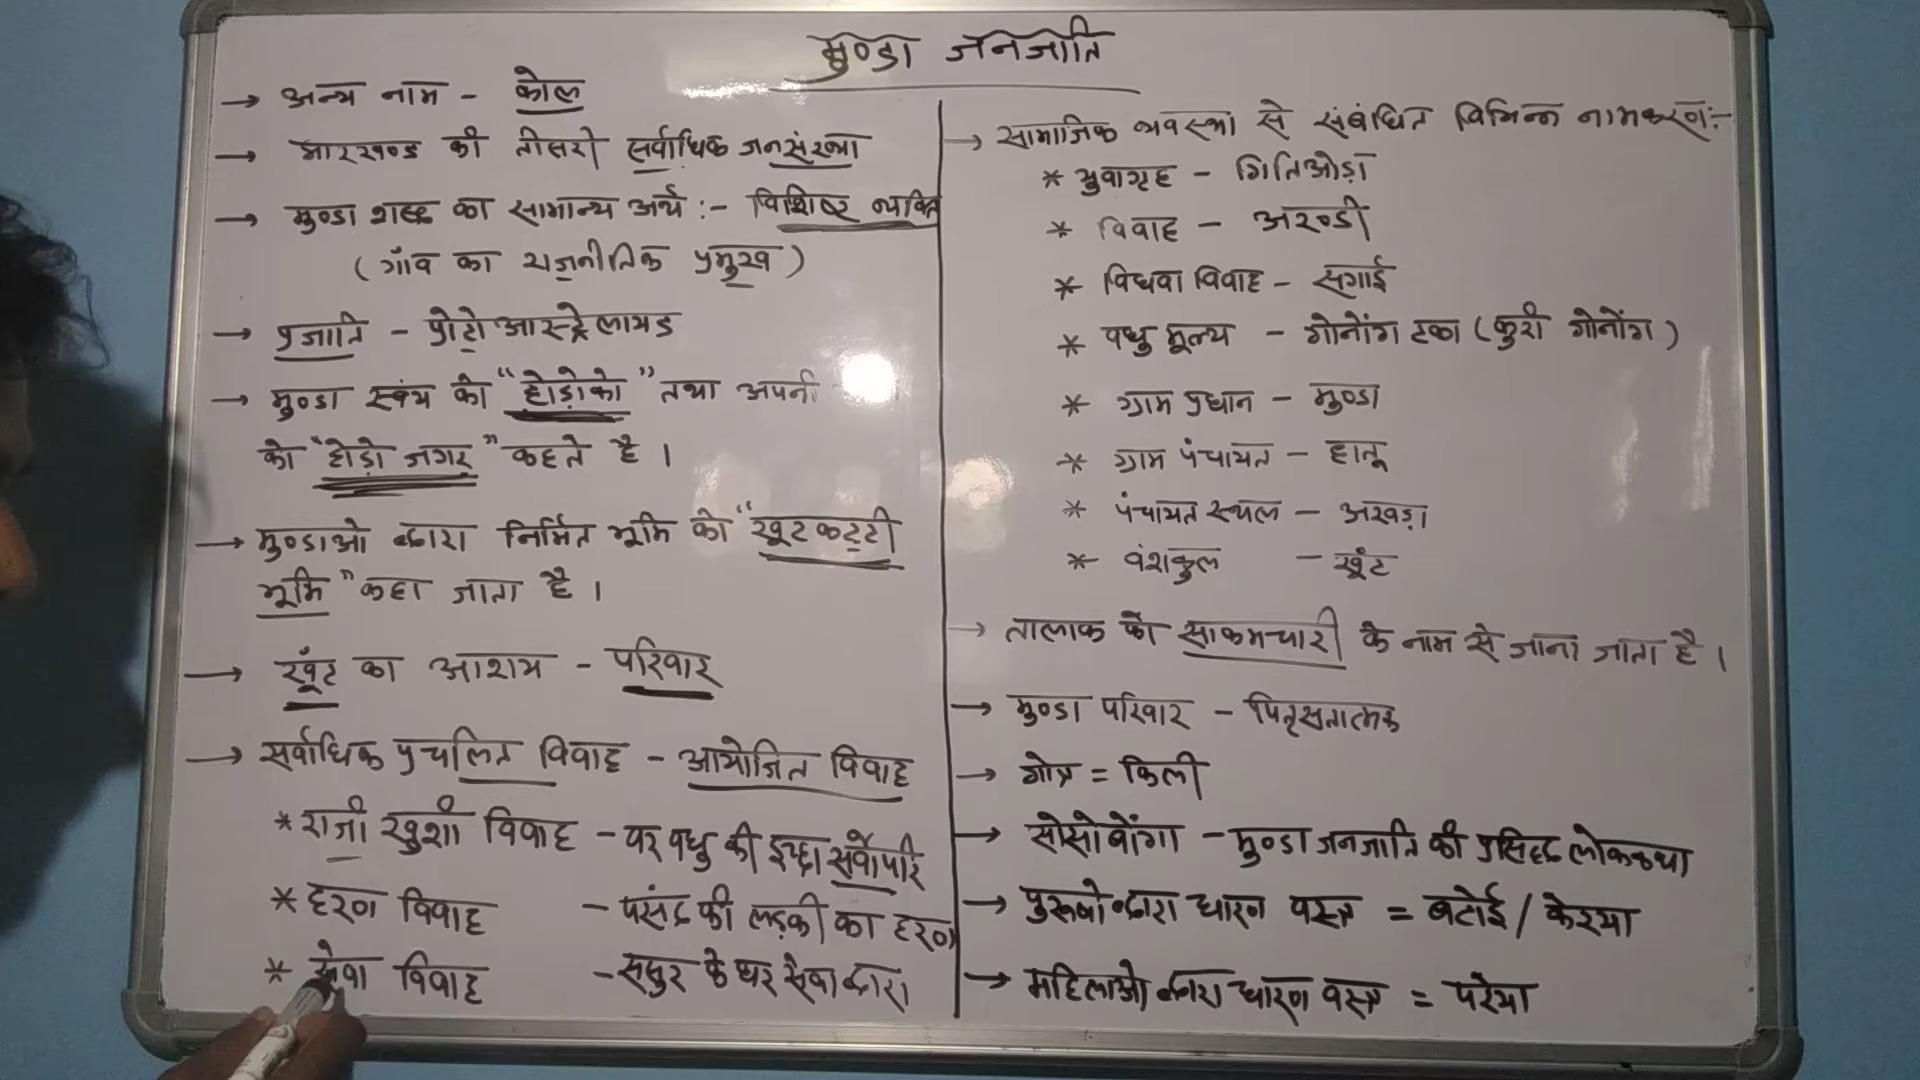 मुण्डा जनजाति
→ अन्य नाम - कोल
→ झारखण्ड की तीसरी सर्वाधिक जनसंख्या
→ मुण्डा शब्द का सामान्य अर्थ :- विशिष्ट व्यक्ति
(गाँव का राजनीतिक प्रमुख)
→ प्रजाति - प्रोटो आस्ट्रेलायड
→ मुण्डा स्वंय को "होड़ोको" तथा अपनी
को "होड़ो जगर" कहते है ।
→ मुण्डाओ द्वारा निर्मित भूमि को "खूटकट्टी
भूमि" कहा जाता है ।
→ खूँट का आशय - परिवार
→ सर्वाधिक प्रचलित विवाह - आयोजित विवाह
* राजी खुशी विवाह - वर वधु की इच्छा सर्वोपरि
* हरण विवाह - पसंद की लड़की का हरण
* सेवा विवाह - ससुर के घर सेवा द्वारा
→ सामाजिक व्यवस्था से संबंधित विभिन्न नामकरण:-
* युवागृह - गितिओड़ा
* विवाह - अरण्डी
* विधवा विवाह - सगाई
* वधु मूल्य - गोनोंग टका (कुरी गोनोंग)
* ग्राम प्रधान - मुण्डा
* ग्राम पंचायत - हातू
* पंचायत स्थल - अखड़ा
* वंशकुल - खूंट
→ तालाक को साकमचारी के नाम से जाना जाता है ।
→ मुण्डा परिवार - पितृसतात्मक
→ गोत्र = किली
→ सोसोबोंगा - मुण्डा जनजाति की प्रसिद्ध लोककथा
→ पुरूषो द्वारा धारण वस्त्र = बटोई / केरया
→ महिलाओ द्वारा धारण वस्त्र = परेया